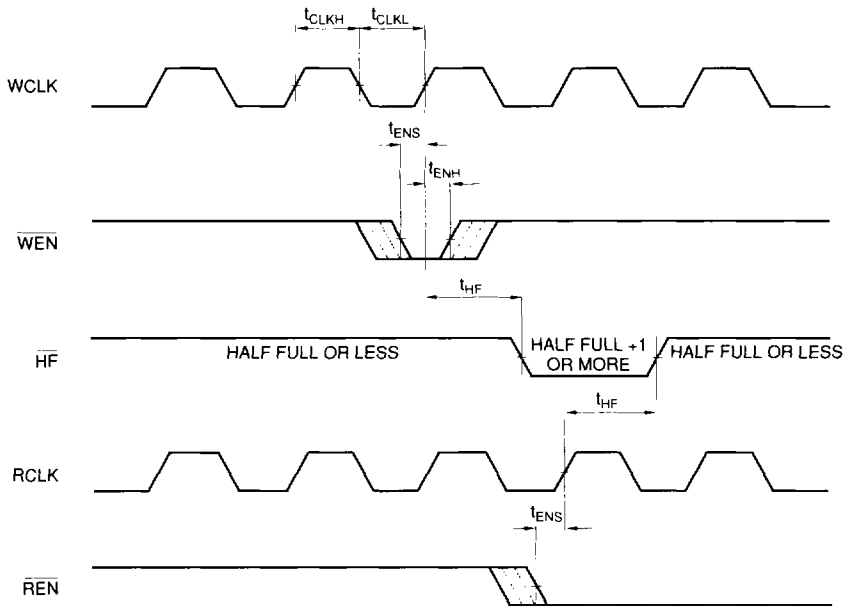 tCLKH tCLKL
WCLK
tENS
tENH
WEN
tHF
HF
HALF FULL OR LESS
HALF FULL +1
OR MORE
HALF FULL OR LESS
tHF
RCLK
tENS
REN